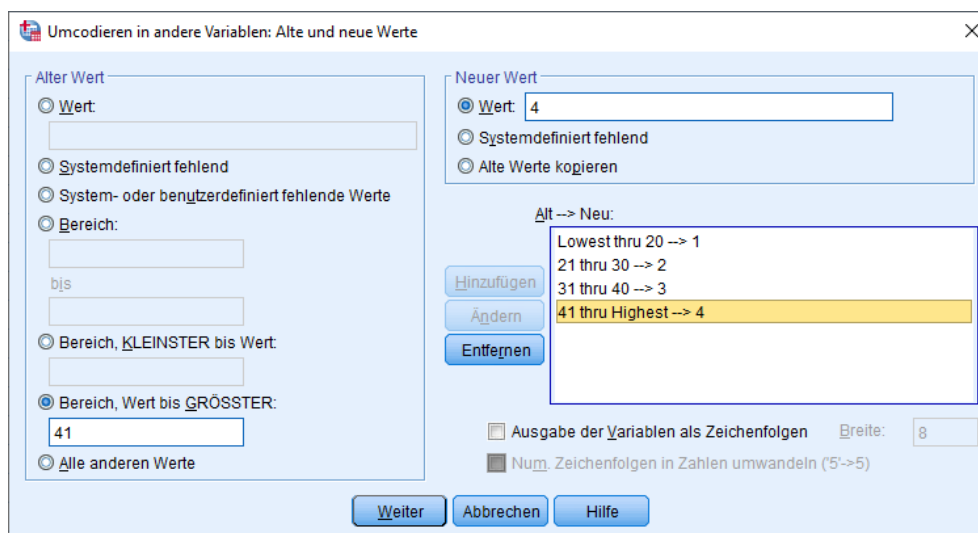 Umcodieren in andere Variablen: Alte und neue Werte
Alter Wert
Wert:
Systemdefiniert fehlend
System- oder benutzerdefiniert fehlende Werte
Bereich:
bis
Bereich, KLEINSTER bis Wert:
Bereich, Wert bis GRÖSSTER:
41
Alle anderen Werte
Neuer Wert
Wert: 4
Systemdefiniert fehlend
Alte Werte kopieren
Alt --> Neu:
Hinzufügen
Ändern
Entfernen
Lowest thru 20 --> 1
21 thru 30 --> 2
31 thru 40 --> 3
41 thru Highest --> 4
Ausgabe der Variablen als Zeichenfolgen Breite: 8
Num. Zeichenfolgen in Zahlen umwandeln ('5'->5)
Weiter Abbrechen Hilfe